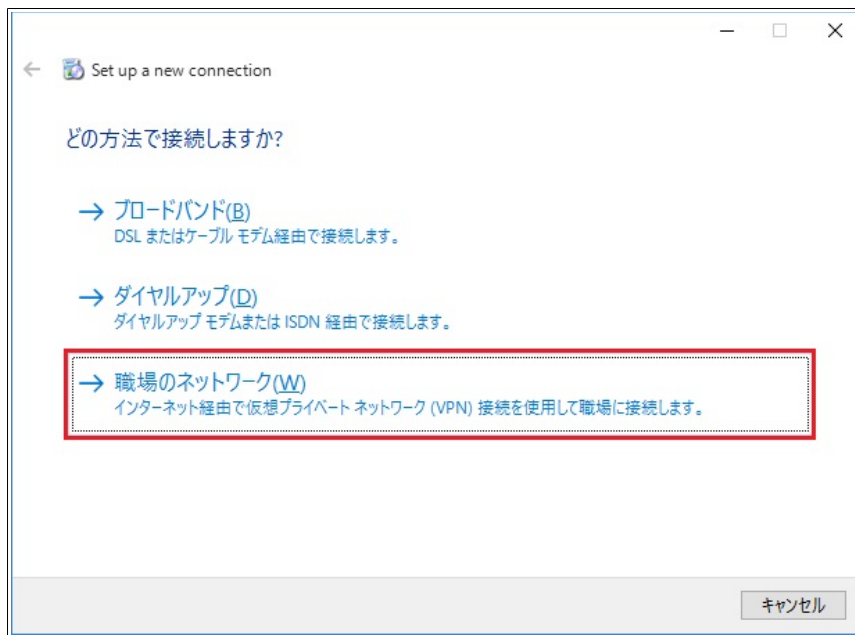 Set up a new connection
どの方法で接続しますか?
ブロードバンド(B)
DSL またはケーブル モデム経由で接続します。
ダイヤルアップ(D)
ダイヤルアップ モデムまたは ISDN 経由で接続します。
職場のネットワーク(W)
インターネット経由で仮想プライベート ネットワーク (VPN) 接続を使用して職場に接続します。
キャンセル